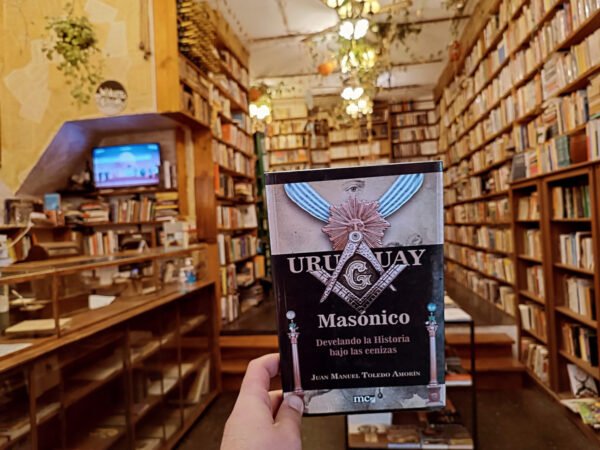 URUGUAY
G
Masónico
Develando la Historia
bajo las cenizas
Juan Manuel Toledo Amorín
mc